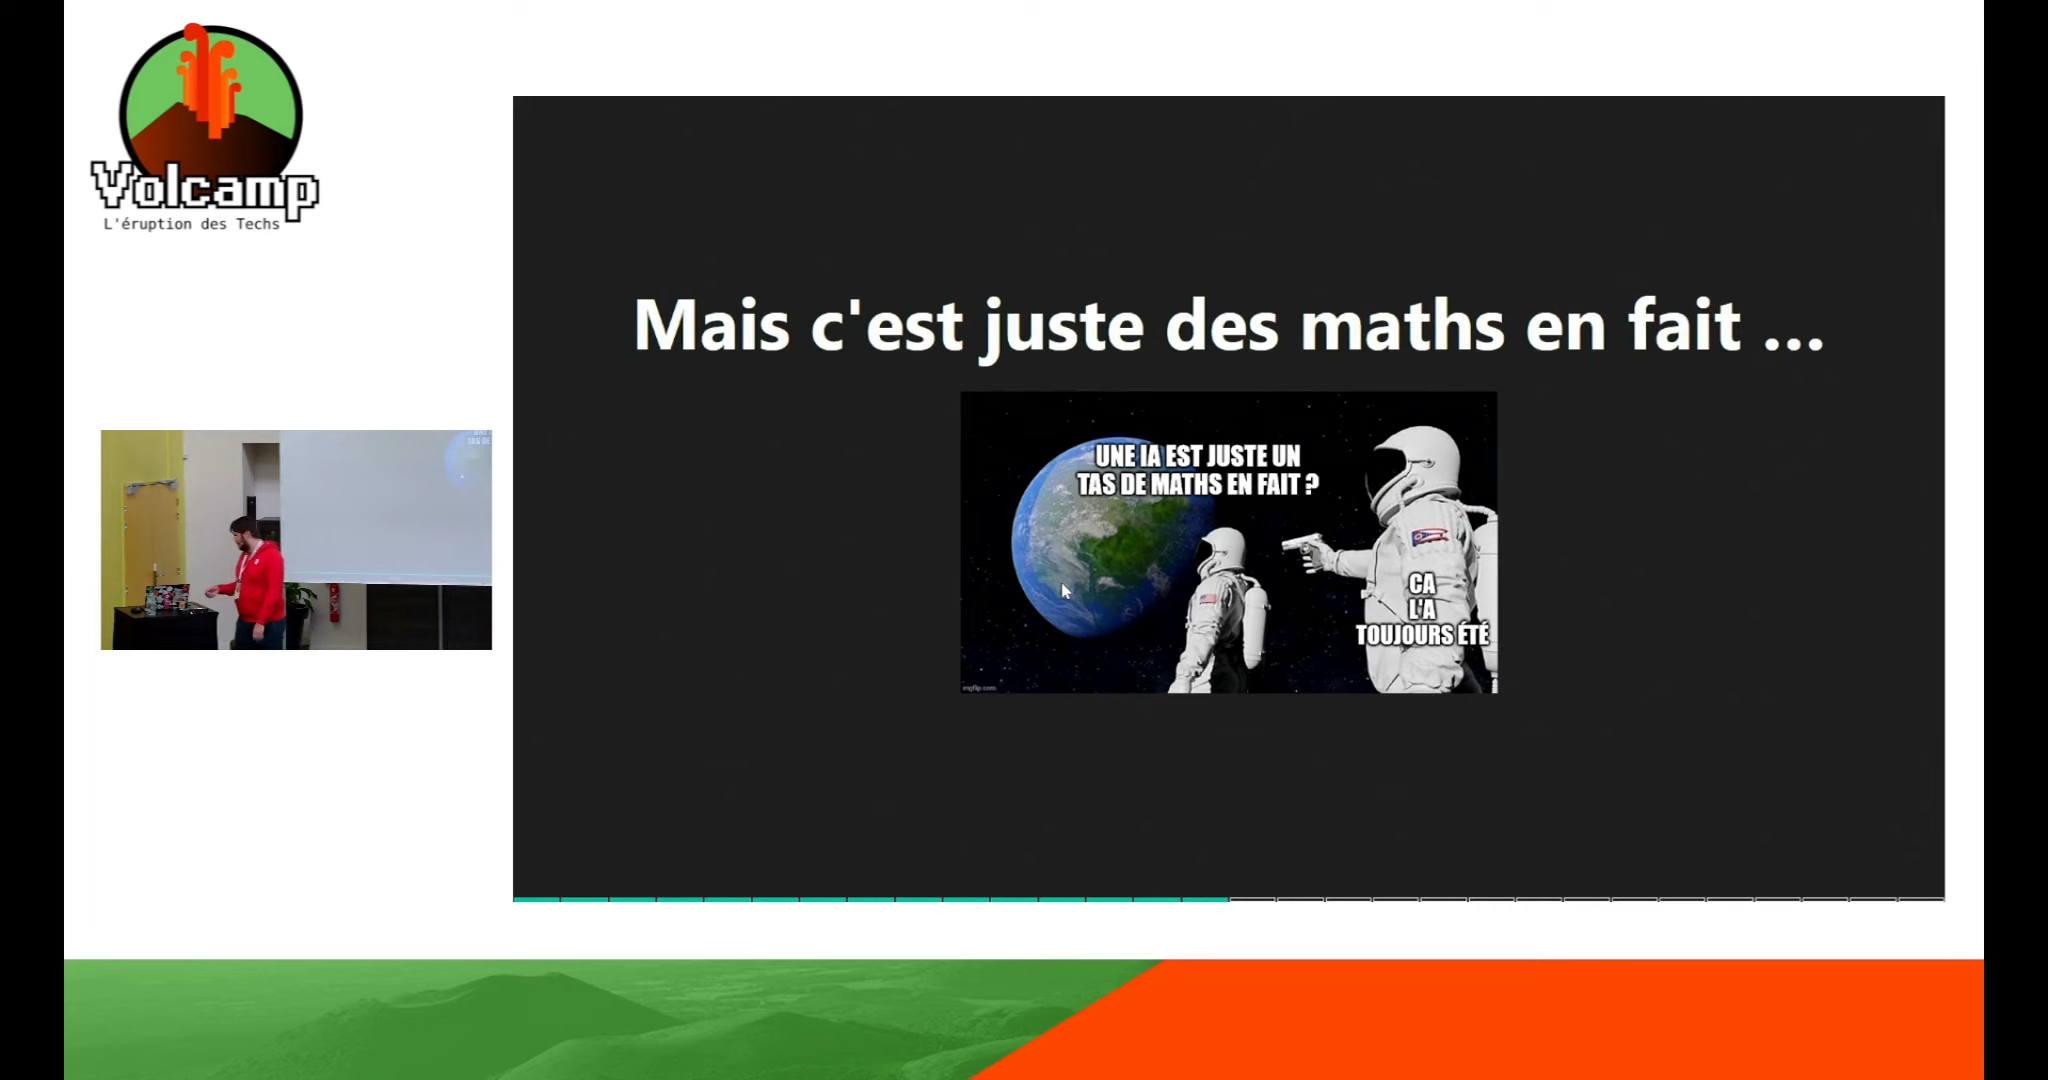 Volcamp
L'éruption des Techs
Mais c'est juste des maths en fait ...
UNE IA EST JUSTE UN
TAS DE MATHS EN FAIT ?
CA
L'A
TOUJOURS ÉTÉ
imgflip.com